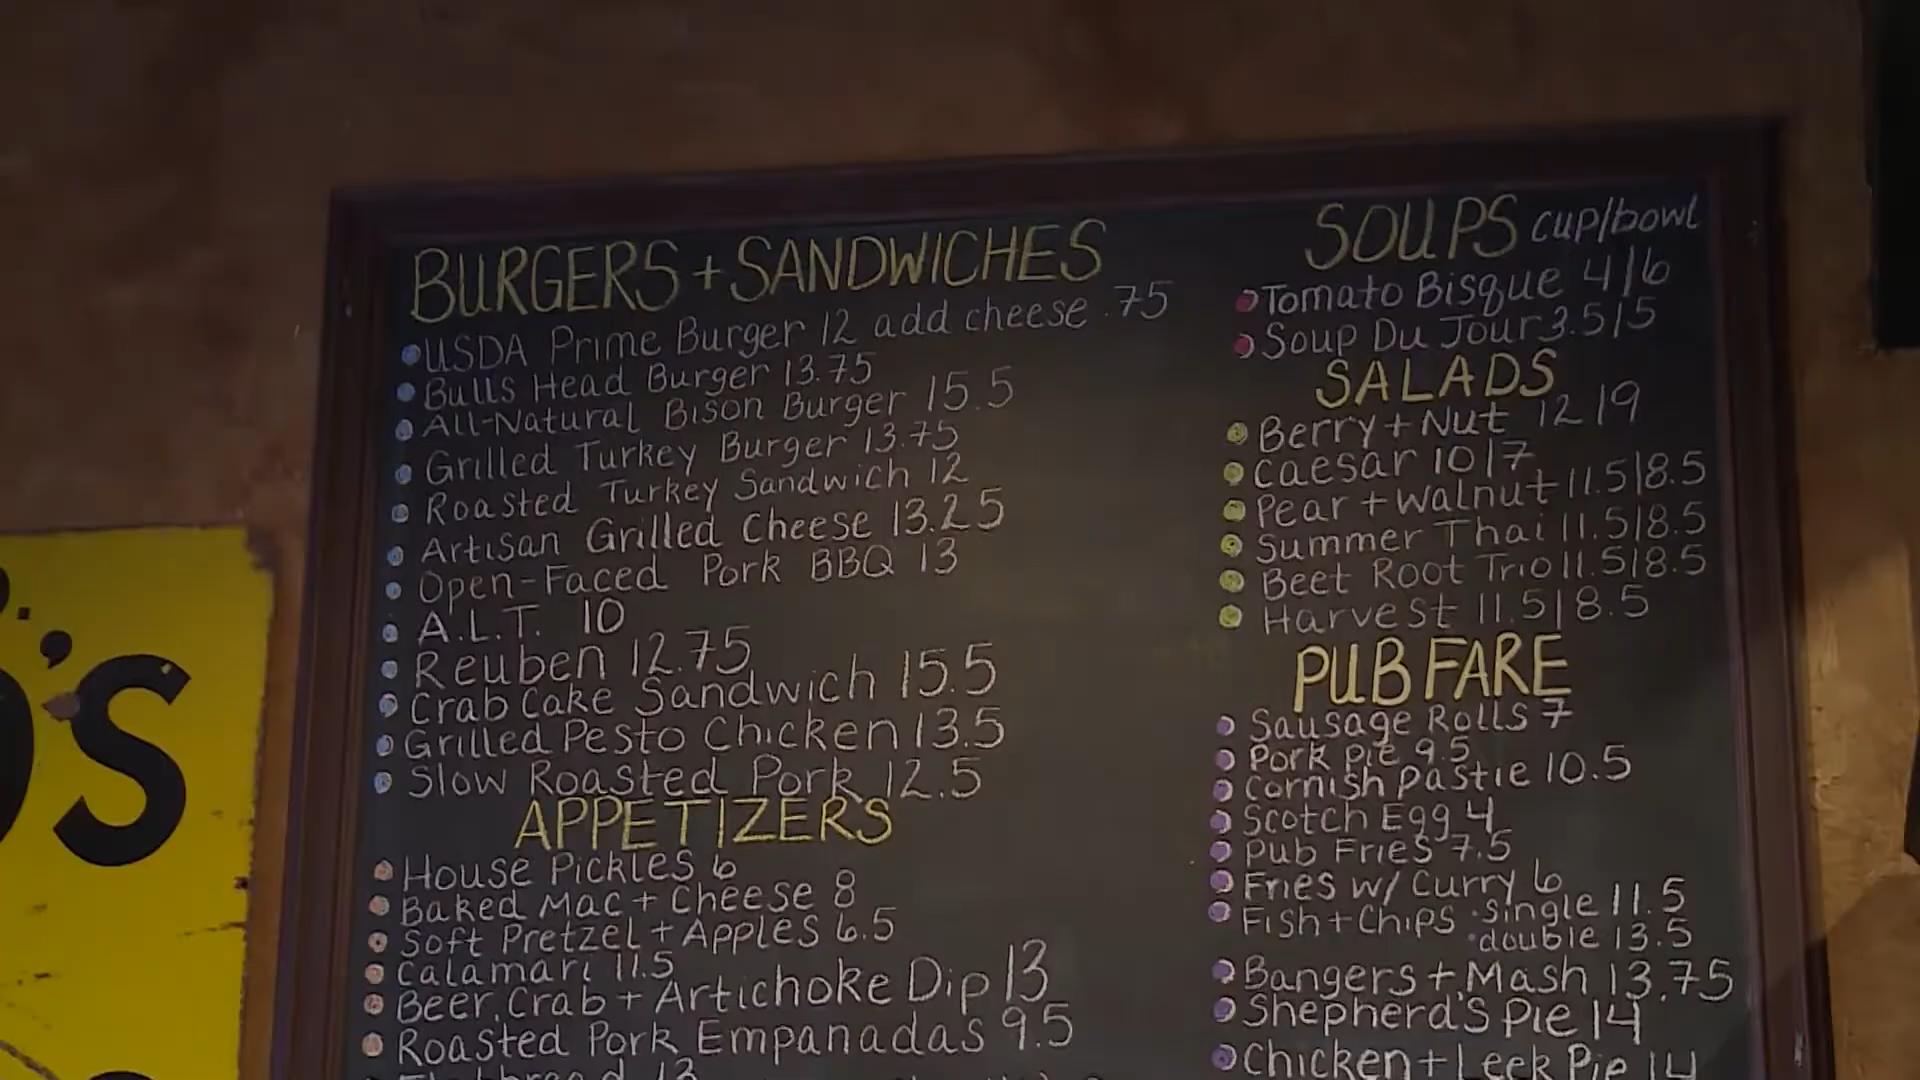 BURGERS + SANDWICHES
USDA Prime Burger 12 add cheese .75
Bulls Head Burger 13.75
All-Natural Bison Burger 15.5
Grilled Turkey Burger 13.75
Roasted Turkey Sandwich 12
Artisan Grilled Cheese 13.25
Open-Faced Pork BBQ 13
A.L.T. 10
Reuben 12.75
Crab Cake Sandwich 15.5
Grilled Pesto Chicken 13.5
Slow Roasted Pork 12.5
APPETIZERS
House Pickles 6
Baked Mac + Cheese 8
Soft Pretzel + Apples 6.5
Calamari 11.5
Beer, Crab + Artichoke Dip 13
Roasted Pork Empanadas 9.5
Flatbread 13
SOUPS cup/bowl
Tomato Bisque 4|6
Soup Du Jour 3.5|5
SALADS
Berry + Nut 12|9
Caesar 10|7
Pear + Walnut 11.5|8.5
Summer Thai 11.5|8.5
Beet Root Trio 11.5|8.5
Harvest 11.5|8.5
PUB FARE
Sausage Rolls 7
Pork Pie 9.5
Cornish Pastie 10.5
Scotch Egg 4
Pub Fries 7.5
Fries w/ Curry 6
Fish + Chips · single 11.5
· double 13.5
Bangers + Mash 13.75
Shepherd's Pie 14
Chicken + Leek Pie 14
's